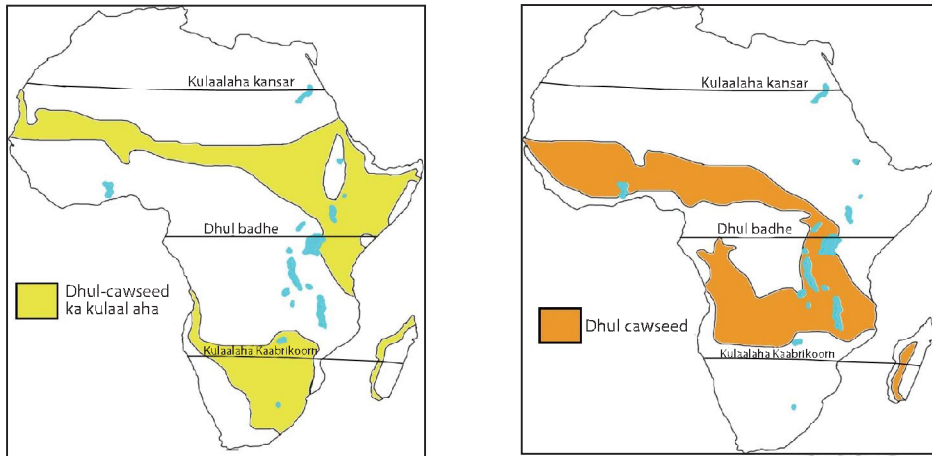 Kulaalaha kansar
Dhul badhe
Dhul-cawseed
ka kulaal aha
Kulaalaha Kaabrikoorn
Kulaalaha kansar
Dhul badhe
Dhul cawseed
Kulaalaha Kaabrikoorn